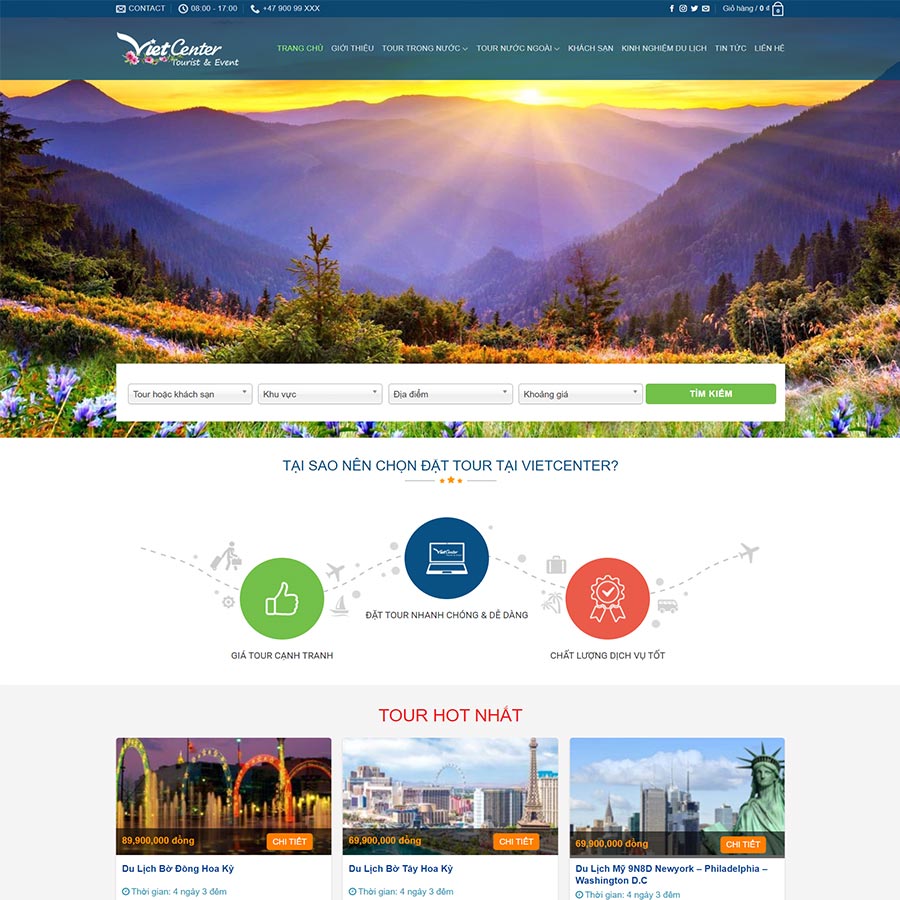 CONTACT 08:00 - 17:00 +47 900 99 XXX Giỏ hàng / 0 ₫ 0
VietCenter
Tourist & Event
TRANG CHỦ GIỚI THIỆU TOUR TRONG NƯỚC TOUR NƯỚC NGOÀI KHÁCH SẠN KINH NGHIỆM DU LỊCH TIN TỨC LIÊN HỆ
Tour hoặc khách sạn Khu vực Địa điểm Khoảng giá TÌM KIẾM
TẠI SAO NÊN CHỌN ĐẶT TOUR TẠI VIETCENTER?
VietCenter
ĐẶT TOUR NHANH CHÓNG & DỄ DÀNG
GIÁ TOUR CẠNH TRANH CHẤT LƯỢNG DỊCH VỤ TỐT
TOUR HOT NHẤT
89,900,000 đồng CHI TIẾT 69,900,000 đồng CHI TIẾT 69,900,000 đồng CHI TIẾT
Du Lịch Bờ Đông Hoa Kỳ Du Lịch Bờ Tây Hoa Kỳ Du Lịch Mỹ 9N8D Newyork – Philadelphia –
Washington D.C
Thời gian: 4 ngày 3 đêm Thời gian: 4 ngày 3 đêm Thời gian: 4 ngày 3 đêm